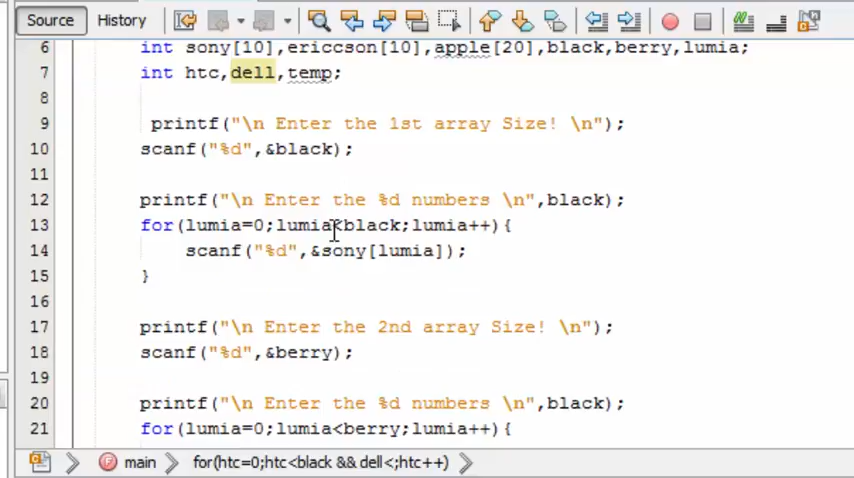 Source History
6 int sony[10],ericcson[10],apple[20],black,berry,lumia;
7 int htc,dell,temp;
8
9 printf("\n Enter the 1st array Size! \n");
10 scanf("%d",&black);
11
12 printf("\n Enter the %d numbers \n",black);
13 for(lumia=0;lumia<black;lumia++){
14 scanf("%d",&sony[lumia]);
15 }
16
17 printf("\n Enter the 2nd array Size! \n");
18 scanf("%d",&berry);
19
20 printf("\n Enter the %d numbers \n",black);
21 for(lumia=0;lumia<berry;lumia++){
main for(htc=0;htc<black && dell<;htc++)